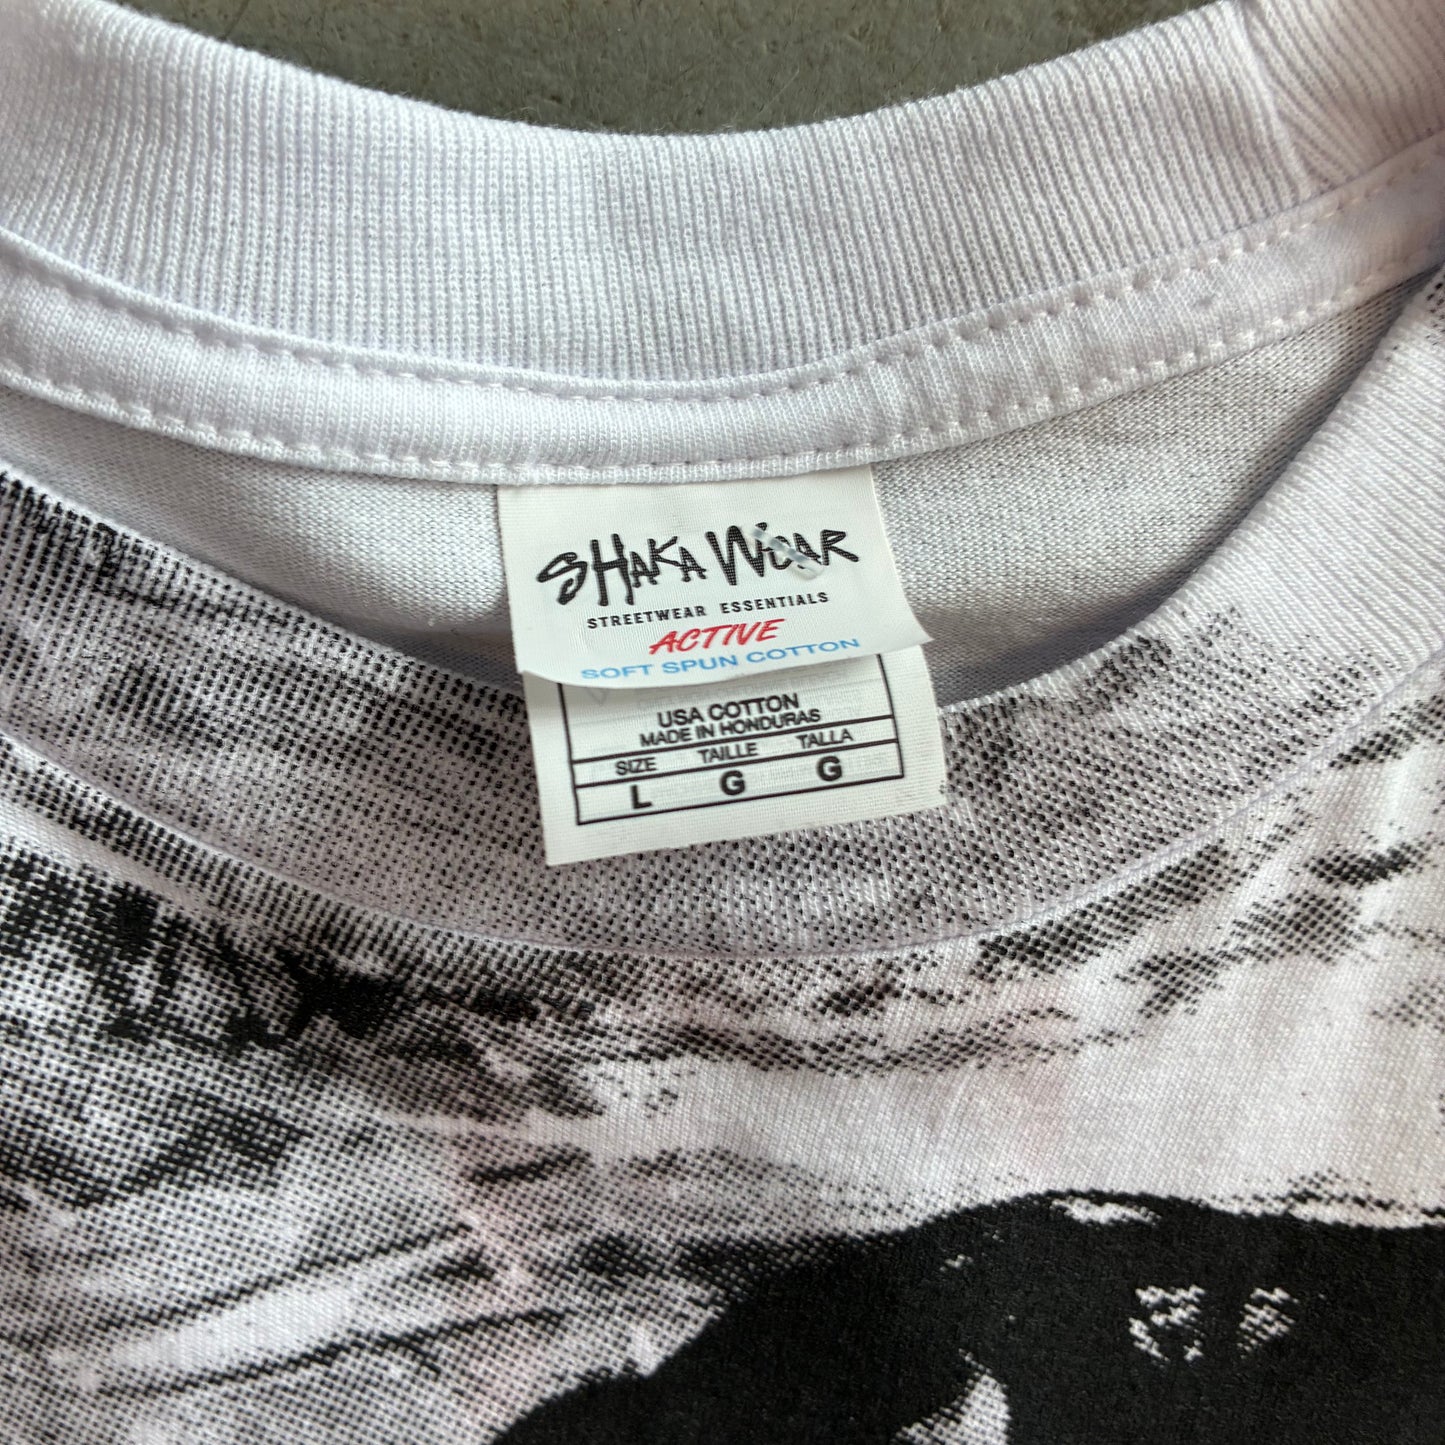 SHAKA WEAR
STREETWEAR ESSENTIALS
ACTIVE
SOFT SPUN COTTON
USA COTTON
MADE IN HONDURAS
SIZE TAILLE TALLA
L G G